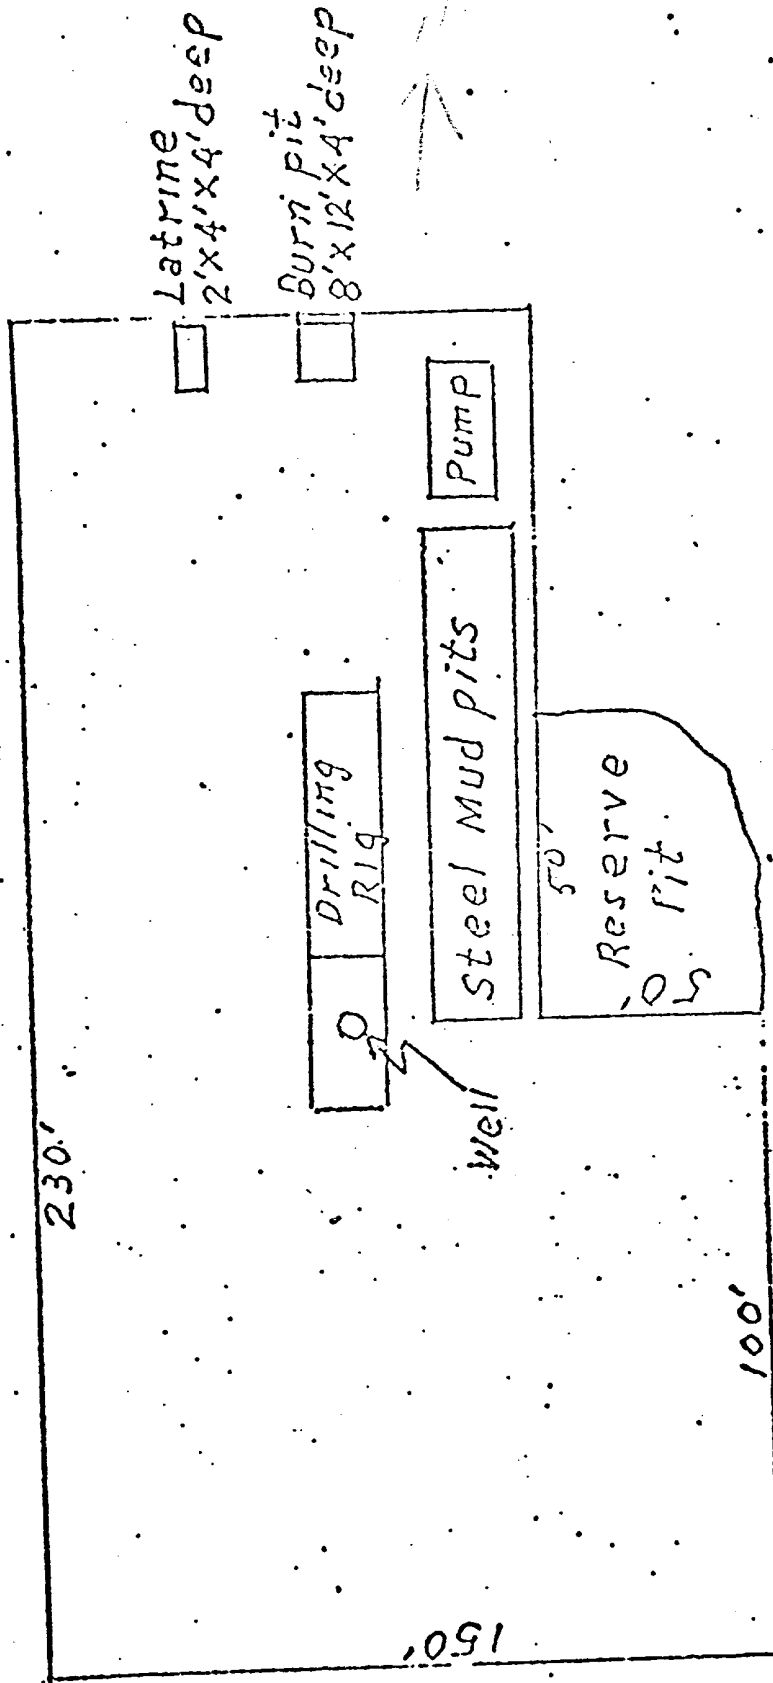 230'
Latrine
2'x4'x4'deep
Burn pit
8'x12'x4'deep
Drilling
Rig
Pump
Steel Mud pits
Well
50'
Reserve
Pit
50'
100'
150'